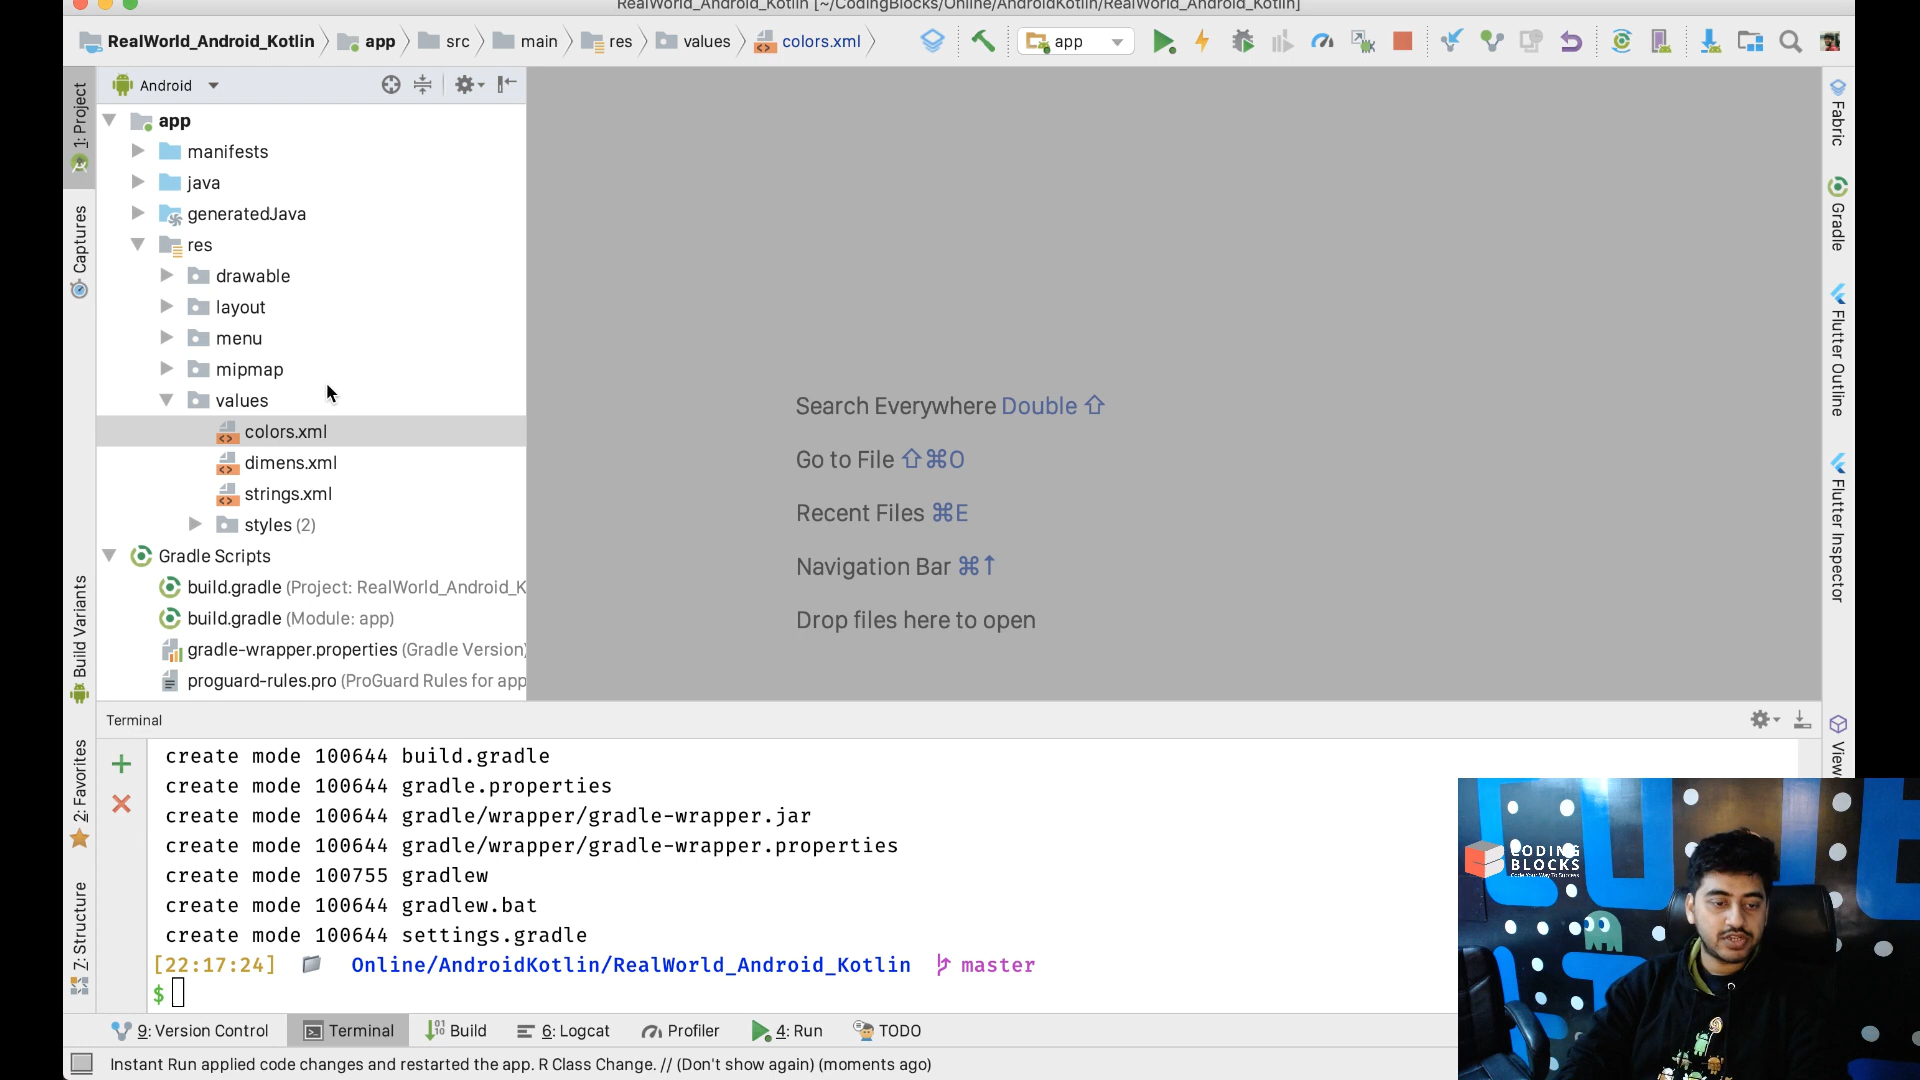 RealWorld_Android_Kotlin [~/CodingBlocks/Online/AndroidKotlin/RealWorld_Android_Kotlin]
RealWorld_Android_Kotlin app src main res values colors.xml app
Android
1: Project
Captures
Build Variants
2: Favorites
7: Structure
app
manifests
java
generatedJava
res
drawable
layout
menu
mipmap
values
colors.xml
dimens.xml
strings.xml
styles (2)
Gradle Scripts
build.gradle (Project: RealWorld_Android_K
build.gradle (Module: app)
gradle-wrapper.properties (Gradle Version)
proguard-rules.pro (ProGuard Rules for app
Search Everywhere Double ⇧
Go to File ⇧⌘O
Recent Files ⌘E
Navigation Bar ⌘↑
Drop files here to open
Fabric
Gradle
Flutter Outline
Flutter Inspector
Terminal
create mode 100644 build.gradle
create mode 100644 gradle.properties
create mode 100644 gradle/wrapper/gradle-wrapper.jar
create mode 100644 gradle/wrapper/gradle-wrapper.properties
create mode 100755 gradlew
create mode 100644 gradlew.bat
create mode 100644 settings.gradle
[22:17:24] Online/AndroidKotlin/RealWorld_Android_Kotlin master
$
CODING
BLOCKS
Code Your Way To Success
9: Version Control Terminal Build 6: Logcat Profiler 4: Run TODO
Instant Run applied code changes and restarted the app. R Class Change. // (Don't show again) (moments ago)